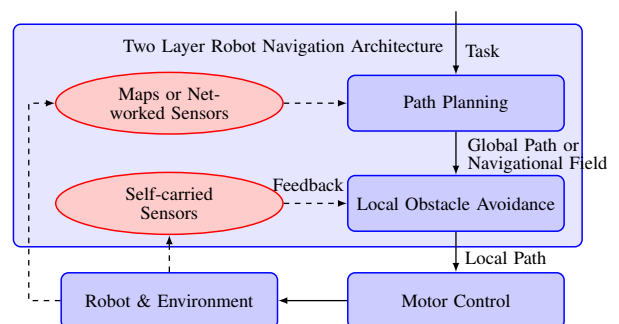 Two Layer Robot Navigation Architecture
Task
Maps or Net-
worked Sensors
Path Planning
Global Path or
Navigational Field
Self-carried
Sensors
Feedback
Local Obstacle Avoidance
Local Path
Robot & Environment
Motor Control